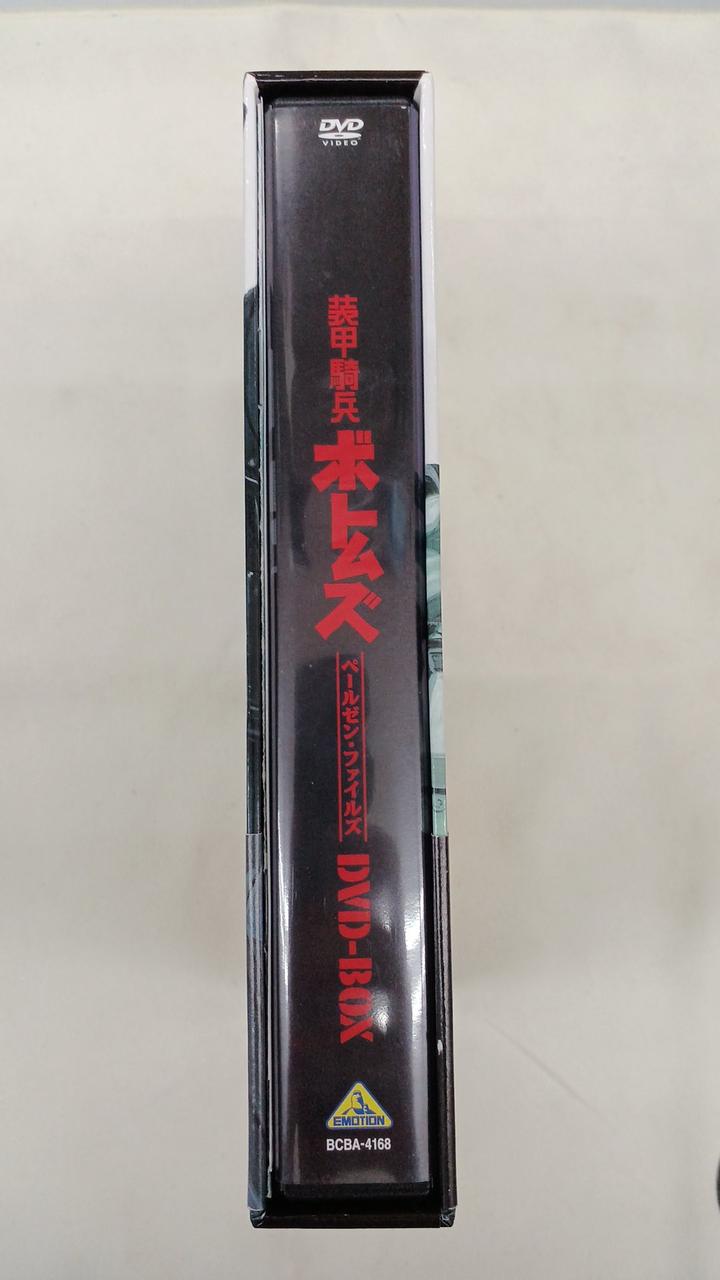 DVD
VIDEO
装甲騎兵
ボトムズ
ペールゼン・ファイルズ
DVD-BOX
EMOTION
BCBA-4168